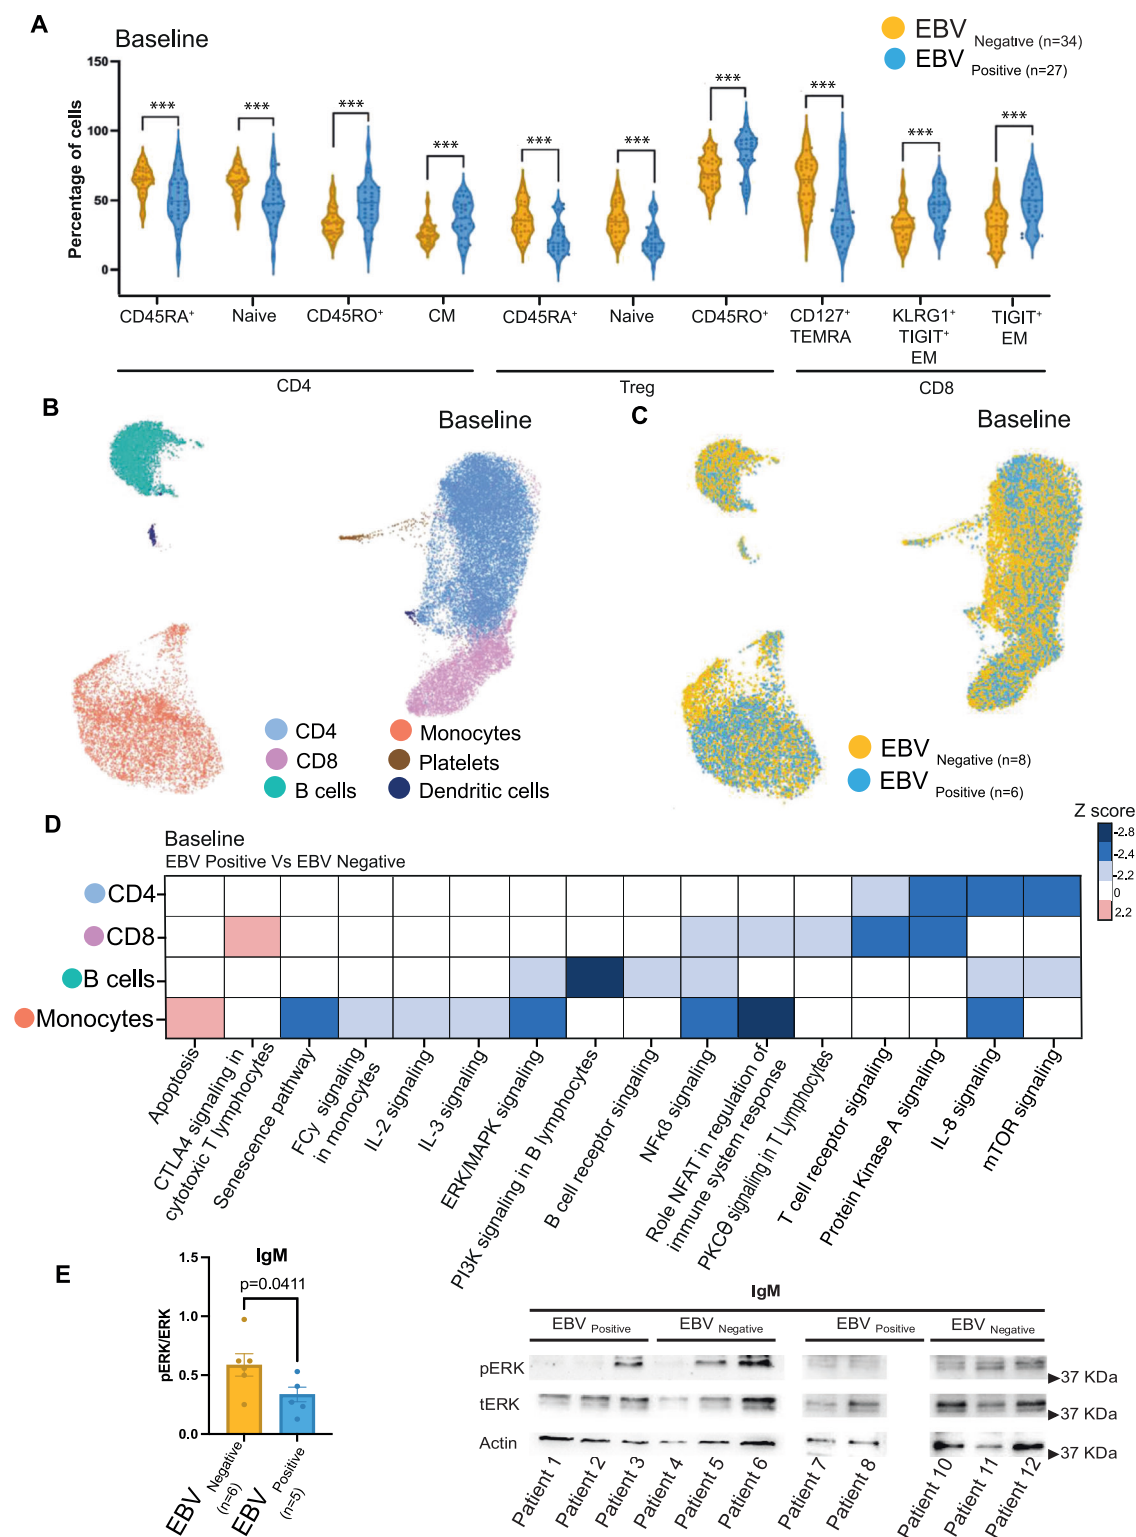 A
Baseline
EBV Negative (n=34)
EBV Positive (n=27)
Percentage of cells
150
100
50
0
*** *** *** *** *** *** *** *** *** ***
CD45RA+ Naive CD45RO+ CM CD45RA+ Naive CD45RO+ CD127+ TEMRA KLRG1+ TIGIT+ EM TIGIT+ EM
CD4 Treg CD8
B
Baseline
CD4
CD8
B cells
Monocytes
Platelets
Dendritic cells
C
Baseline
EBV Negative (n=8)
EBV Positive (n=6)
D
Baseline
EBV Positive Vs EBV Negative
Z score
-2.8
-2.4
-2.2
0
2.2
CD4
CD8
B cells
Monocytes
Apoptosis
CTLA4 signaling in
cytotoxic T lymphocytes
Senescence pathway
FCy signaling
in monocytes
IL-2 signaling
IL-3 signaling
ERK/MAPK signaling
PI3K signaling in B lymphocytes
B cell receptor singaling
NFκß signaling
Role NFAT in regulation of
immune system response
PKCΘ signaling in T Lymphocytes
T cell receptor signaling
Protein Kinase A signaling
IL-8 signaling
mTOR signaling
E
IgM
p=0.0411
pERK/ERK
1.5
1.0
0.5
0.0
EBV Negative (n=6)
EBV Positive (n=5)
IgM
EBV Positive EBV Negative EBV Positive EBV Negative
pERK
37 KDa
tERK
37 KDa
Actin
37 KDa
Patient 1
Patient 2
Patient 3
Patient 4
Patient 5
Patient 6
Patient 7
Patient 8
Patient 10
Patient 11
Patient 12